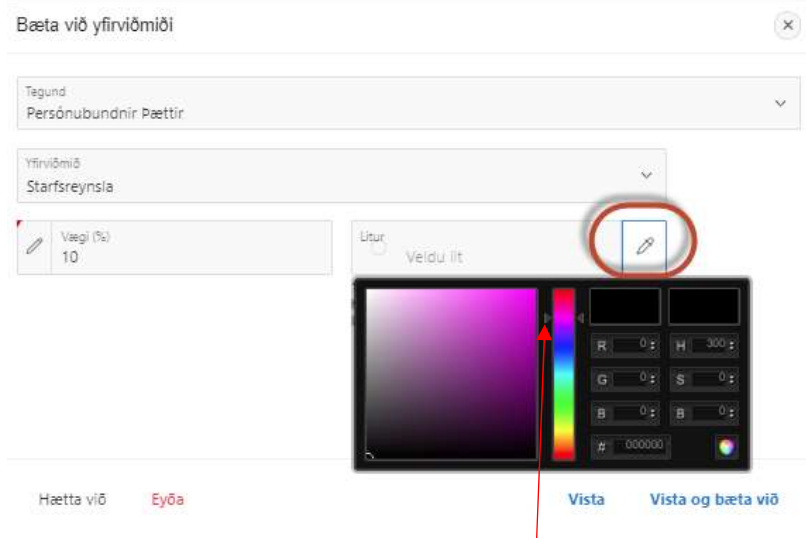 Bæta við yfirviðmiði
Tegund
Persónubundnir Þættir
Yfirviðmið
Starfsreynsla
Vægi (%)
10
Litur
Veldu lit
R 0 H 300
G 0 S 0
B 0 B 0
# 000000
Hætta við Eyða Vista Vista og bæta við